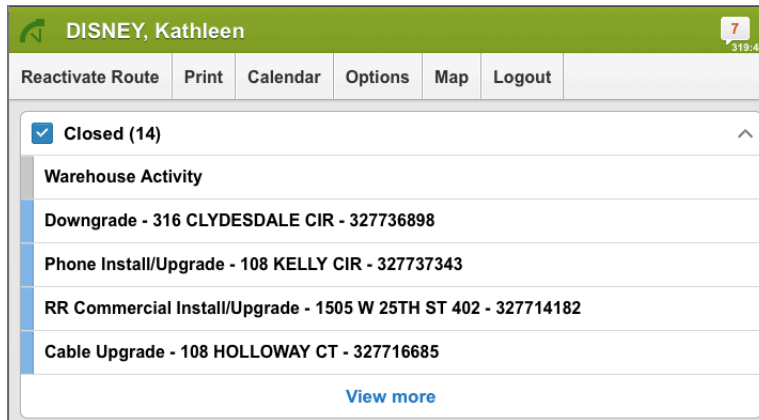 DISNEY, Kathleen
7
319:4
Reactivate Route Print Calendar Options Map Logout
Closed (14)
Warehouse Activity
Downgrade - 316 CLYDESDALE CIR - 327736898
Phone Install/Upgrade - 108 KELLY CIR - 327737343
RR Commercial Install/Upgrade - 1505 W 25TH ST 402 - 327714182
Cable Upgrade - 108 HOLLOWAY CT - 327716685
View more